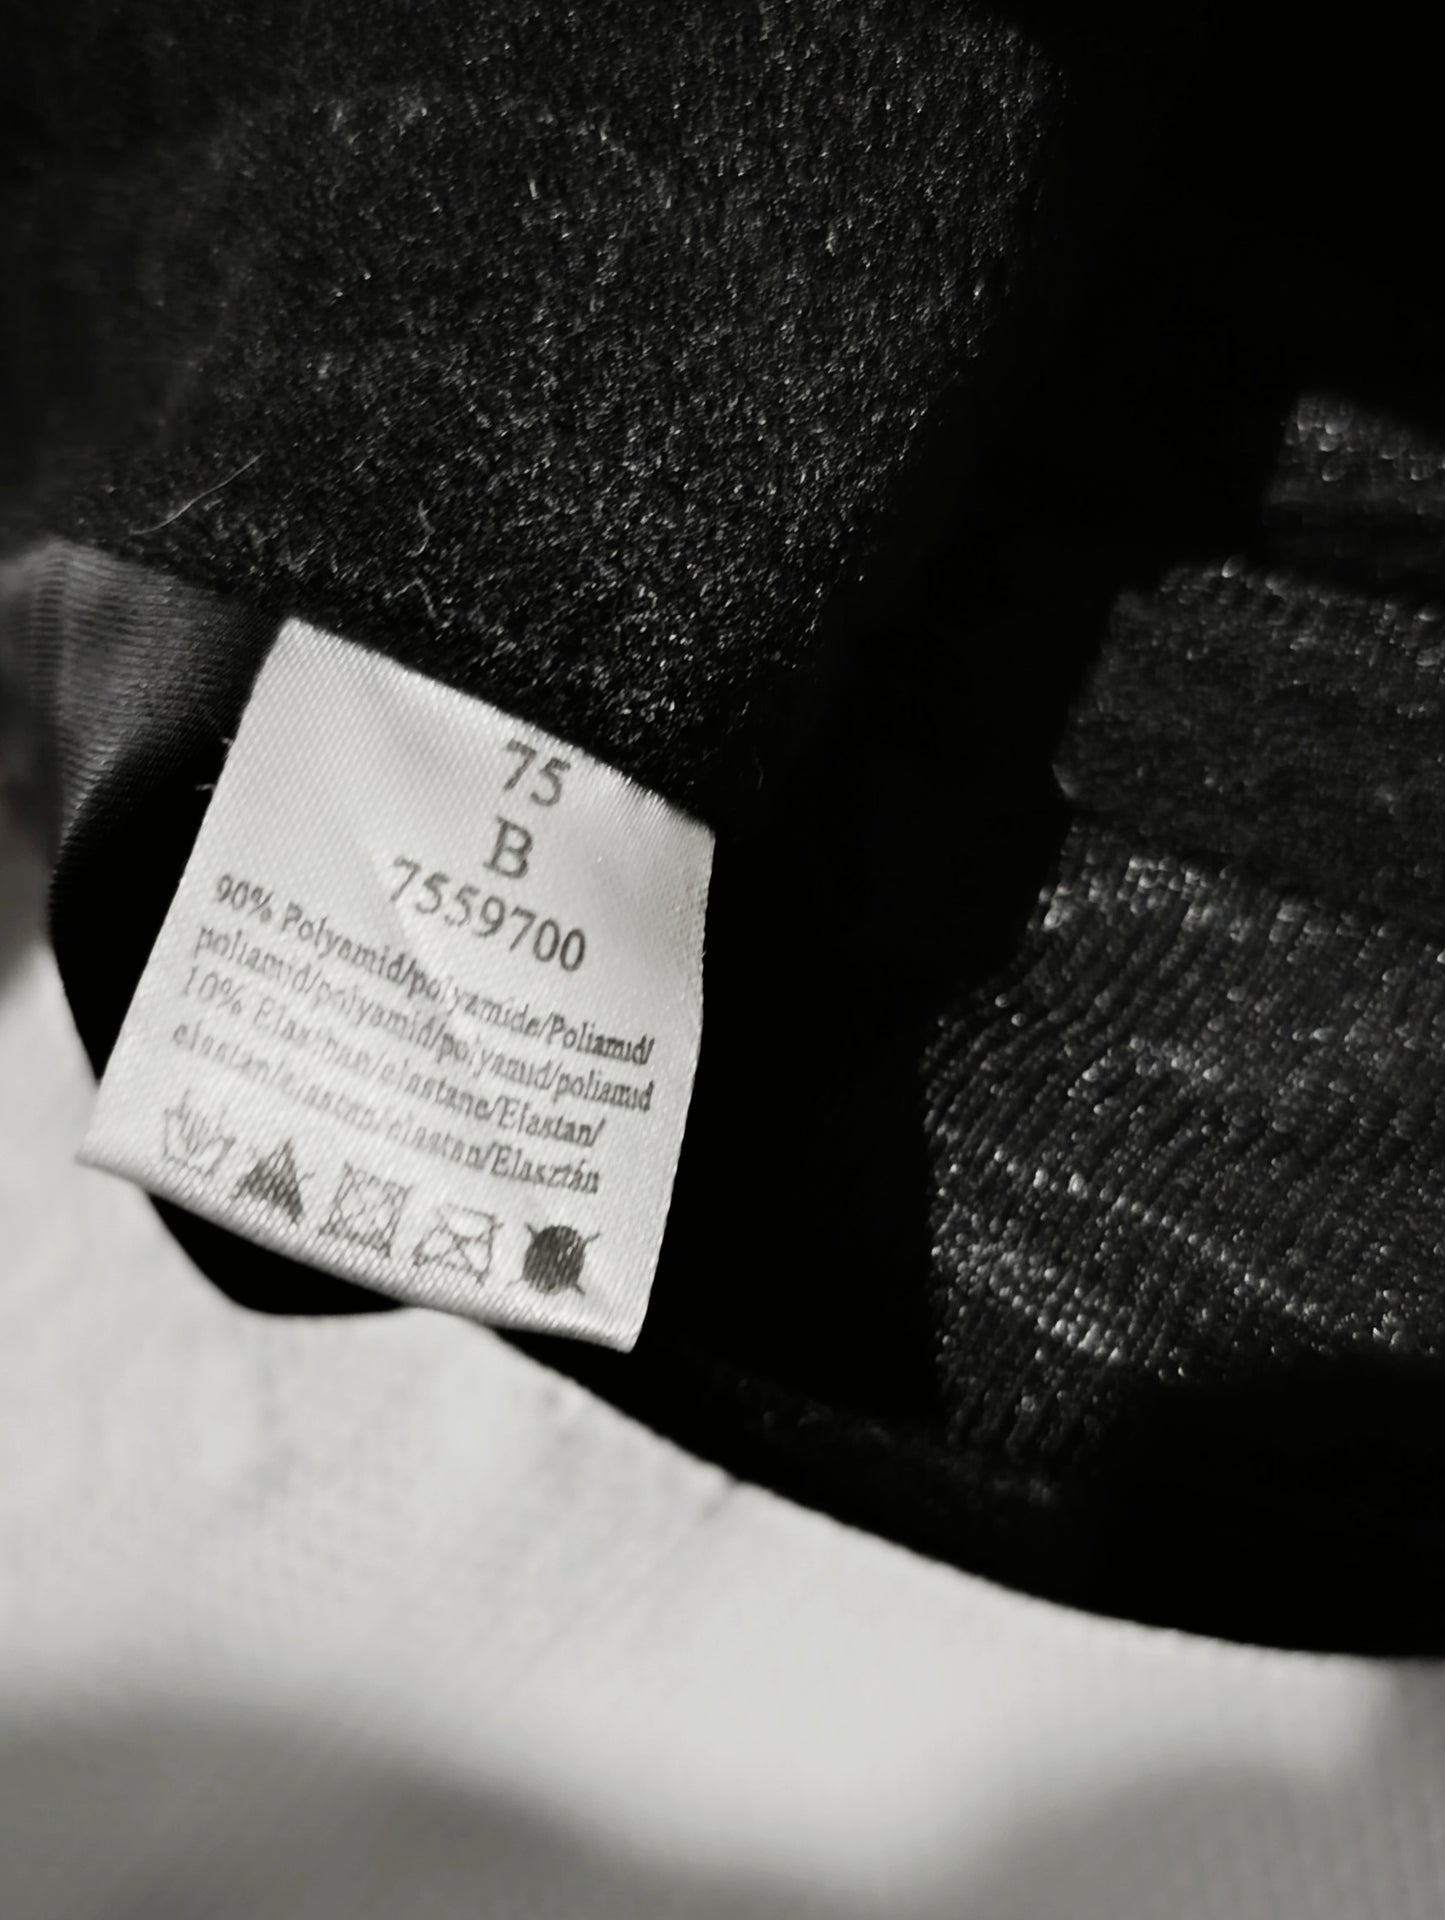 75
B
7559700
90% Polyamid/polyamide/Poliamid/
poliamid/polyamid/polyamid/poliamid
10% Elasthan/elastane/Elastan/
elastan/elastan/elastan/Elasztán